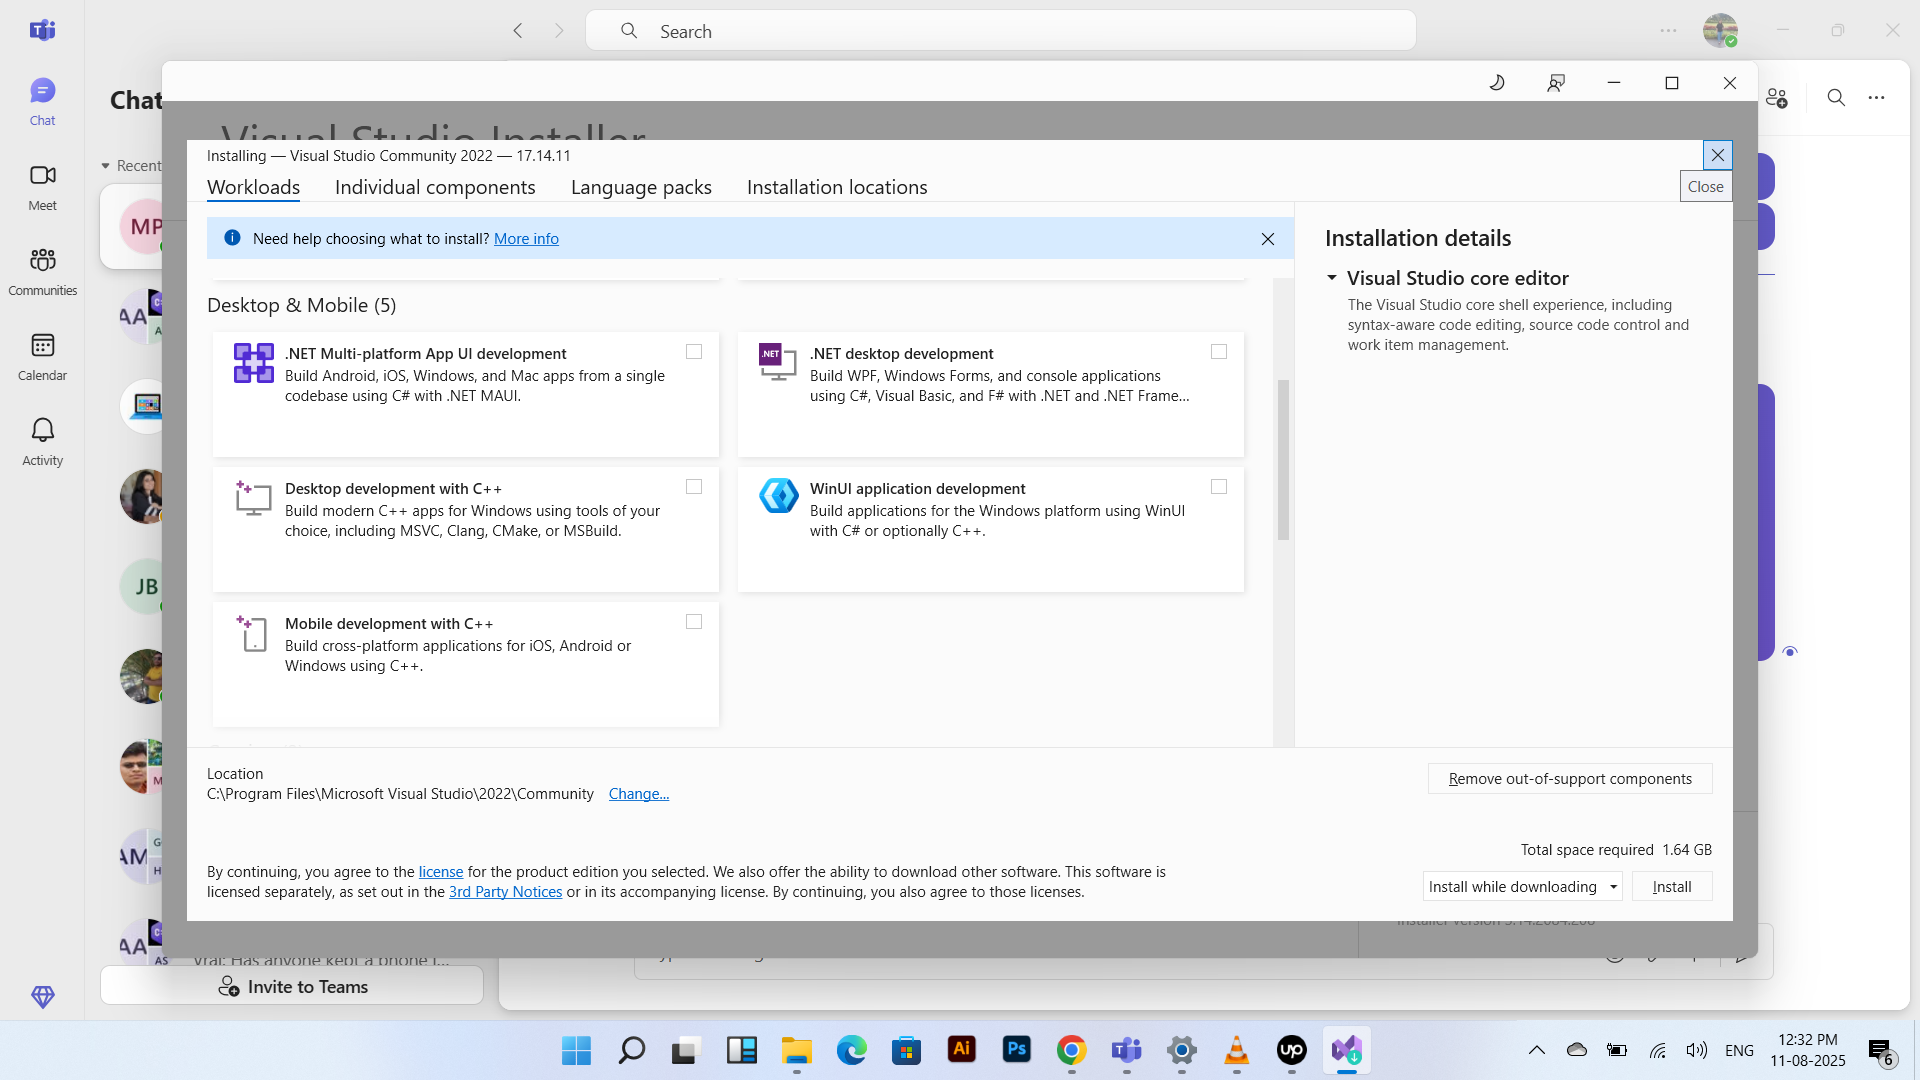 Search
Chat
Chat
Meet
Communities
Calendar
Activity
Recent
MP
AA
A
JB
M
AM
G
H
AA
AS
Invite to Teams
Visual Studio Installer
Installing — Visual Studio Community 2022 — 17.14.11
Close
Workloads Individual components Language packs Installation locations
Need help choosing what to install? More info
Desktop & Mobile (5)
.NET Multi-platform App UI development
Build Android, iOS, Windows, and Mac apps from a single
codebase using C# with .NET MAUI.
.NET
.NET desktop development
Build WPF, Windows Forms, and console applications
using C#, Visual Basic, and F# with .NET and .NET Frame...
Desktop development with C++
Build modern C++ apps for Windows using tools of your
choice, including MSVC, Clang, CMake, or MSBuild.
WinUI application development
Build applications for the Windows platform using WinUI
with C# or optionally C++.
Mobile development with C++
Build cross-platform applications for iOS, Android or
Windows using C++.
Installation details
Visual Studio core editor
The Visual Studio core shell experience, including
syntax-aware code editing, source code control and
work item management.
Location
C:\Program Files\Microsoft Visual Studio\2022\Community Change...
Remove out-of-support components
Total space required 1.64 GB
By continuing, you agree to the license for the product edition you selected. We also offer the ability to download other software. This software is
licensed separately, as set out in the 3rd Party Notices or in its accompanying license. By continuing, you also agree to those licenses.
Install while downloading Install
Ai
Ps
up
ENG
12:32 PM
11-08-2025
6